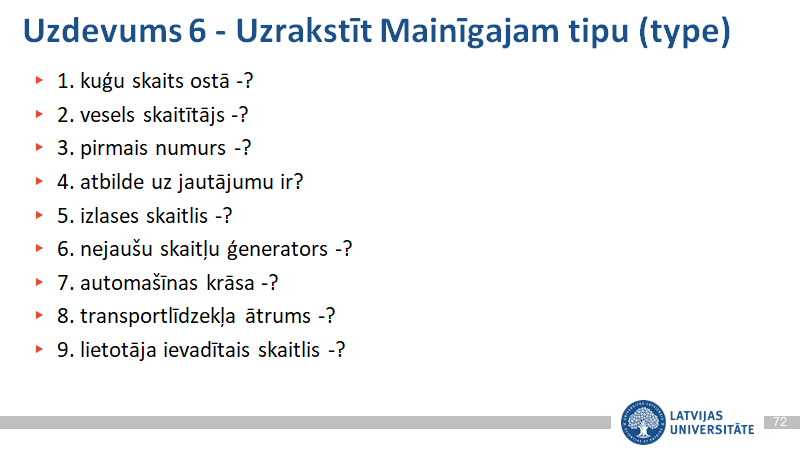 Uzdevums 6 - Uzrakstīt Mainīgajam tipu (type)
1. kuģu skaits ostā -?
2. vesels skaitītājs -?
3. pirmais numurs -?
4. atbilde uz jautājumu ir?
5. izlases skaitlis -?
6. nejaušu skaitļu ģenerators -?
7. automašīnas krāsa -?
8. transportlīdzekļa ātrums -?
9. lietotāja ievadītais skaitlis -?
LATVIJAS
UNIVERSITĀTE
72